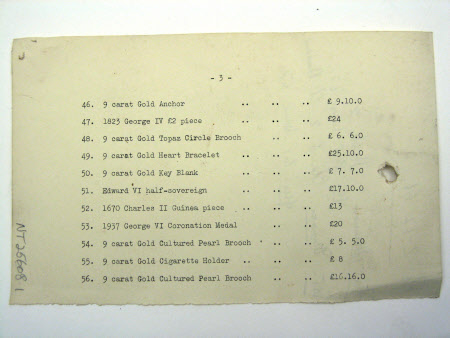 - 3 -
46. 9 carat Gold Anchor .. .. .. £ 9.10.0
47. 1823 George IV £2 piece .. .. .. £24
48. 9 carat Gold Topaz Circle Brooch .. .. £ 6. 6.0
49. 9 carat Gold Heart Bracelet .. .. .. £25.10.0
50. 9 carat Gold Key Blank .. .. .. £ 7. 7.0
51. Edward VI half-sovereign .. .. .. £17.10.0
52. 1670 Charles II Guinea piece .. .. .. £13
53. 1937 George VI Coronation Medal .. .. £20
54. 9 carat Gold Cultured Pearl Brooch .. .. £ 5. 5.0
55. 9 carat Gold Cigarette Holder .. .. .. £ 8
56. 9 carat Gold Cultured Pearl Brooch .. .. £16.16.0
NT26608 1